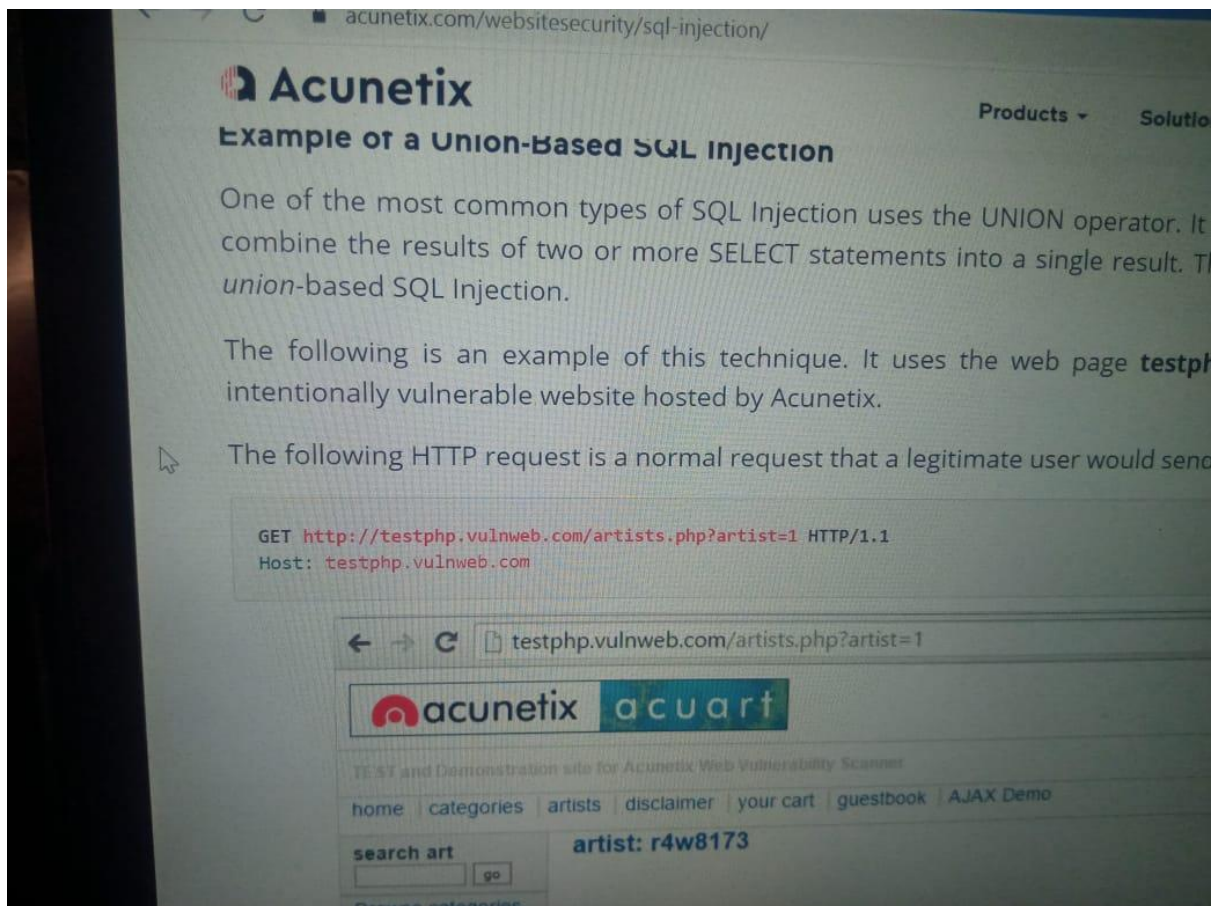 acunetix.com/websitesecurity/sql-injection/
Acunetix
Products
Example of a Union-Based SQL Injection
One of the most common types of SQL Injection uses the UNION operator. It
combine the results of two or more SELECT statements into a single result.
union-based SQL Injection.
The following is an example of this technique. It uses the web page testph
intentionally vulnerable website hosted by Acunetix.
The following HTTP request is a normal request that a legitimate user would send
GET http://testphp.vulnweb.com/artists.php?artist=1 HTTP/1.1
Host: testphp.vulnweb.com
testphp.vulnweb.com/artists.php?artist=1
acunetix acuart
TEST and Demonstration site for Acunetix Web Vulnerability Scanner
home categories artists disclaimer your cart guestbook AJAX Demo
search art
artist: r4w8173
go